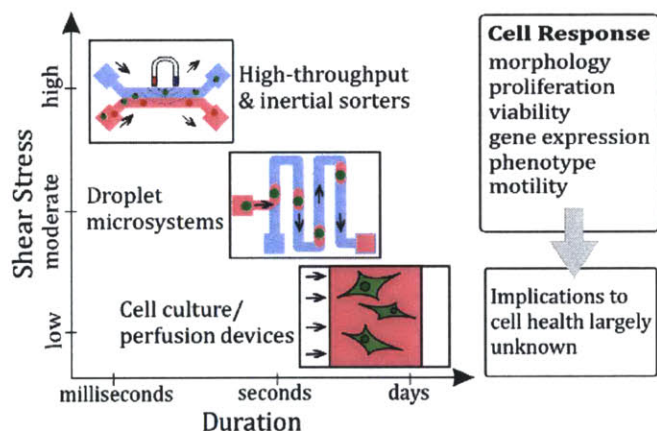 Shear Stress
high
moderate
low
High-throughput
& inertial sorters
Droplet
microsystems
Cell culture/
perfusion devices
milliseconds
seconds
days
Duration
Cell Response
morphology
proliferation
viability
gene expression
phenotype
motility
Implications to
cell health largely
unknown